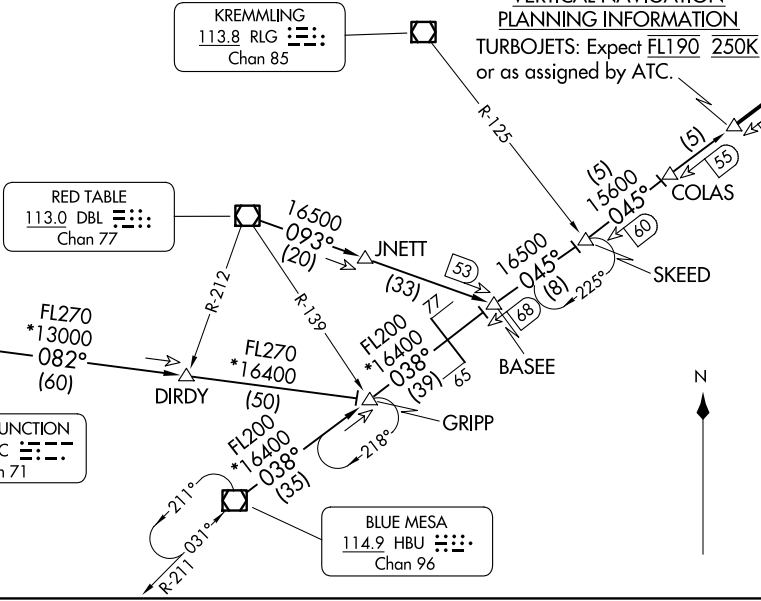 VERTICAL NAVIGATION
PLANNING INFORMATION
TURBOJETS: Expect FL190 250K
or as assigned by ATC.
KREMMLING
113.8 RLG
Chan 85
R-125
(5)
55
COLAS
(5)
15600
045°
60
SKEED
RED TABLE
113.0 DBL
Chan 77
16500
093°
(20)
JNETT
(33)
53
16500
045°
(8)
225°
68
BASEE
R-212
R-139
77
65
FL270
*13000
082°
(60)
DIRDY
FL270
*16400
(50)
FL200
*16400
038°
(39)
GRIPP
218°
N
UNCTION
C
n 71
FL200
*16400
038°
(35)
211°
031°
R-211
BLUE MESA
114.9 HBU
Chan 96